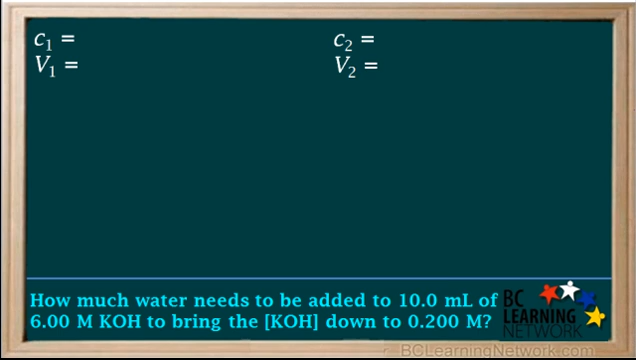 c₁ =
c₂ =
V₁ =
V₂ =
How much water needs to be added to 10.0 mL of
6.00 M KOH to bring the [KOH] down to 0.200 M?
BC
LEARNING
NETWORK
BCLearningNetwork.com